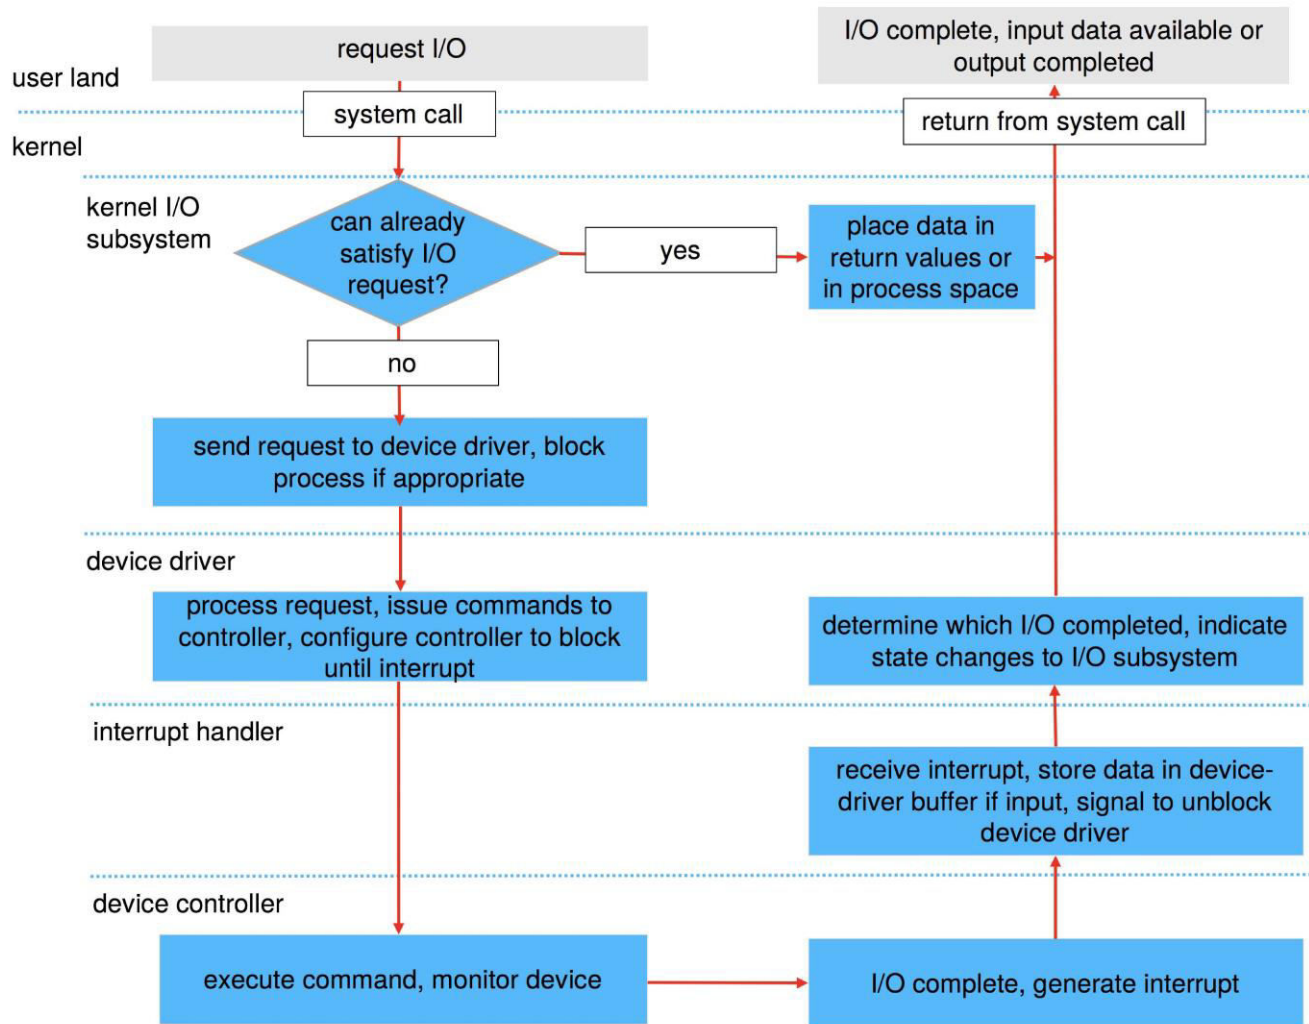 request I/O
I/O complete, input data available or
output completed
user land
system call
return from system call
kernel
kernel I/O
subsystem
can already
satisfy I/O
request?
yes
place data in
return values or
in process space
no
send request to device driver, block
process if appropriate
device driver
process request, issue commands to
controller, configure controller to block
until interrupt
determine which I/O completed, indicate
state changes to I/O subsystem
interrupt handler
receive interrupt, store data in device-
driver buffer if input, signal to unblock
device driver
device controller
execute command, monitor device
I/O complete, generate interrupt